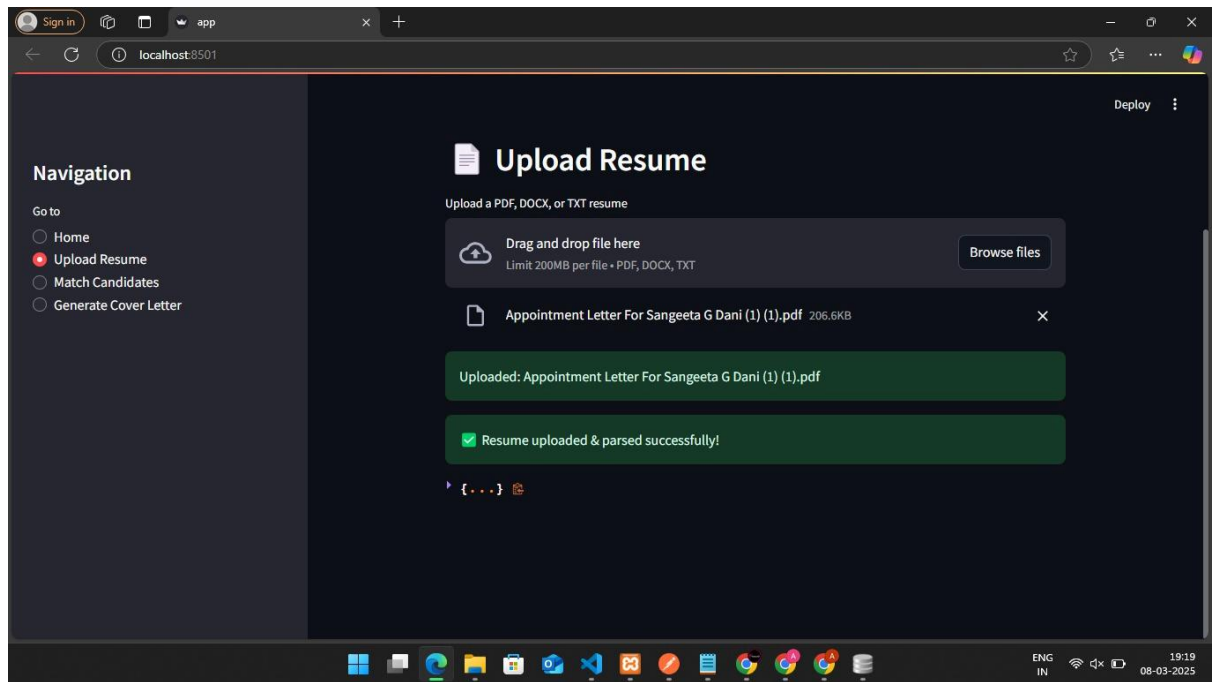 Sign in
app
localhost:8501
Deploy
Navigation
Go to
Home
Upload Resume
Match Candidates
Generate Cover Letter
Upload Resume
Upload a PDF, DOCX, or TXT resume
Drag and drop file here
Limit 200MB per file • PDF, DOCX, TXT
Browse files
Appointment Letter For Sangeeta G Dani (1) (1).pdf 206.6KB
Uploaded: Appointment Letter For Sangeeta G Dani (1) (1).pdf
✅ Resume uploaded & parsed successfully!
{...}
ENG
IN
19:19
08-03-2025